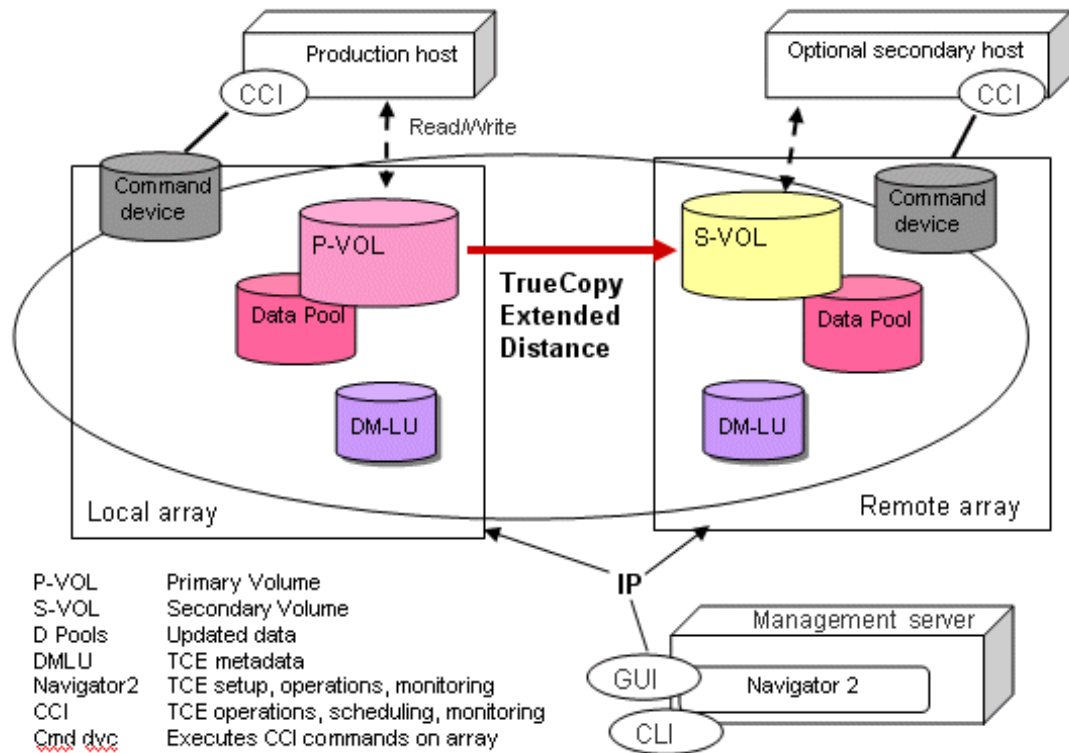 Production host
CCI
Optional secondary host
CCI
Read/Write
Command
device
Command
device
P-VOL
S-VOL
TrueCopy
Extended
Distance
Data Pool
Data Pool
DM-LU
DM-LU
Local array
Remote array
IP
P-VOL Primary Volume
S-VOL Secondary Volume
D Pools Updated data
DMLU TCE metadata
Navigator2 TCE setup, operations, monitoring
CCI TCE operations, scheduling, monitoring
Cmd dvc Executes CCI commands on array
Management server
GUI
Navigator 2
CLI